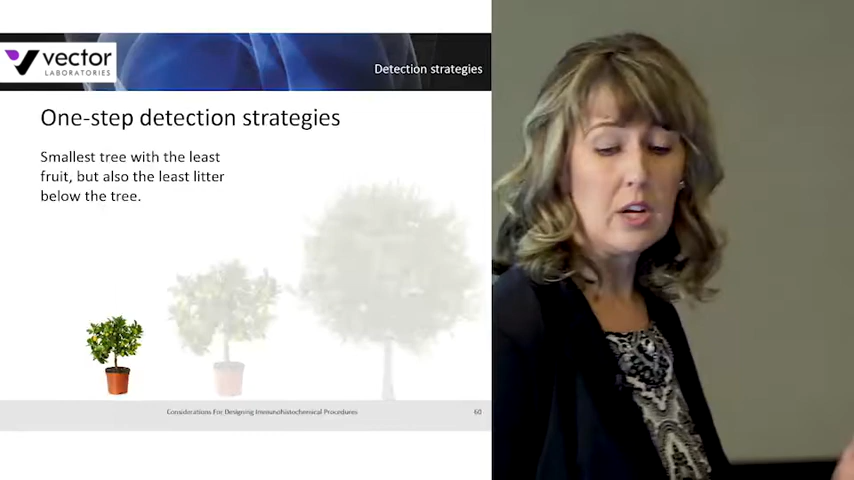 vector
LABORATORIES
Detection strategies
One-step detection strategies
Smallest tree with the least
fruit, but also the least litter
below the tree.
Considerations For Designing Immunohistochemical Procedures
60